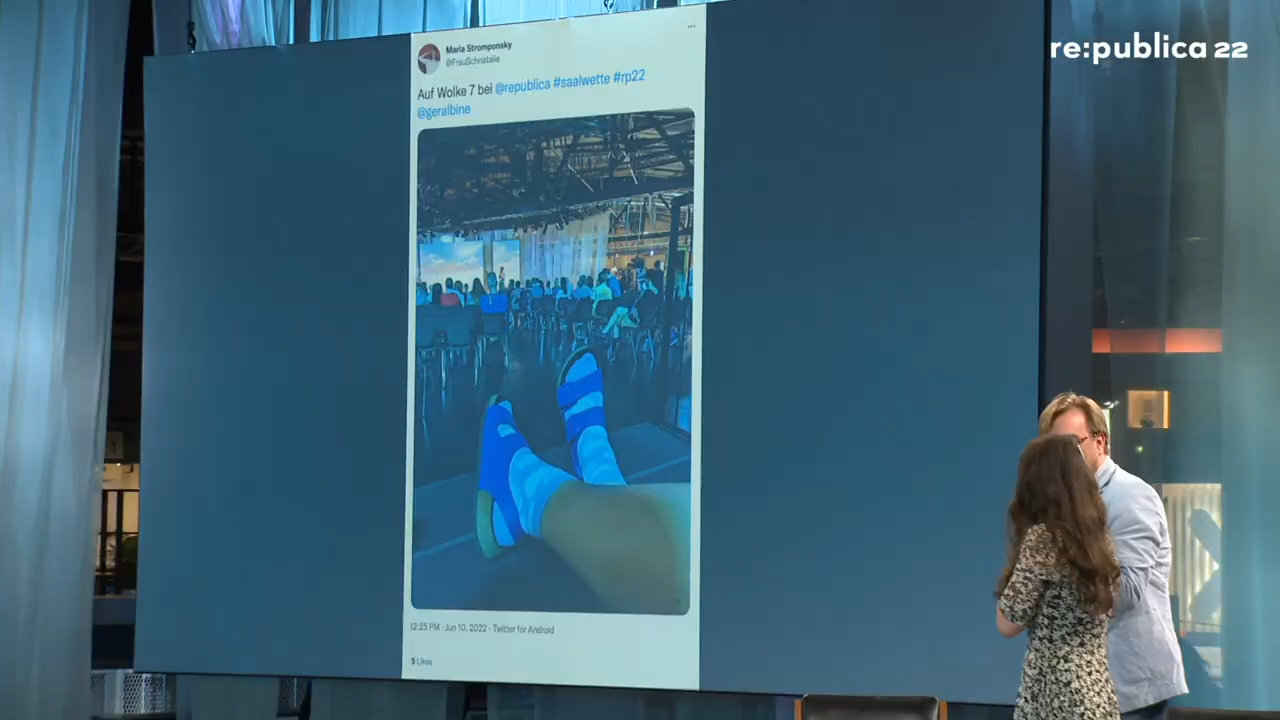 re:publica 22
Maria Stromponsky
@FrauSchnatalie
Auf Wolke 7 bei @republica #saalwette #rp22
@geralbine
12:25 PM · Jun 10, 2022 · Twitter for Android
5 Likes